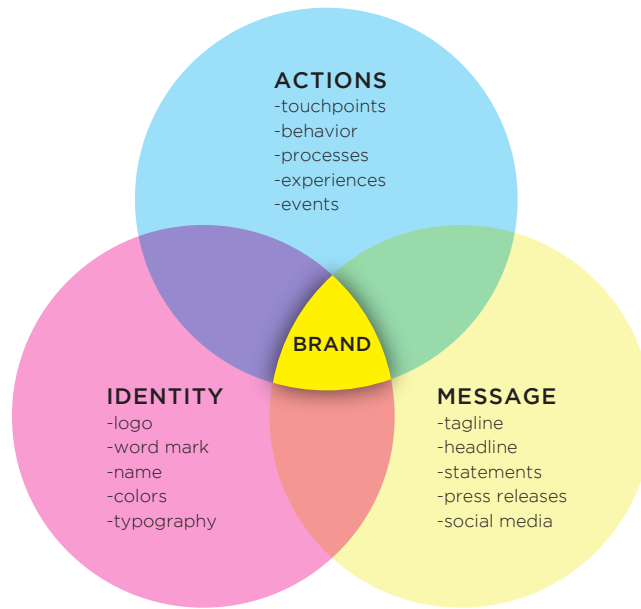 ACTIONS
-touchpoints
-behavior
-processes
-experiences
-events
BRAND
IDENTITY
-logo
-word mark
-name
-colors
-typography
MESSAGE
-tagline
-headline
-statements
-press releases
-social media